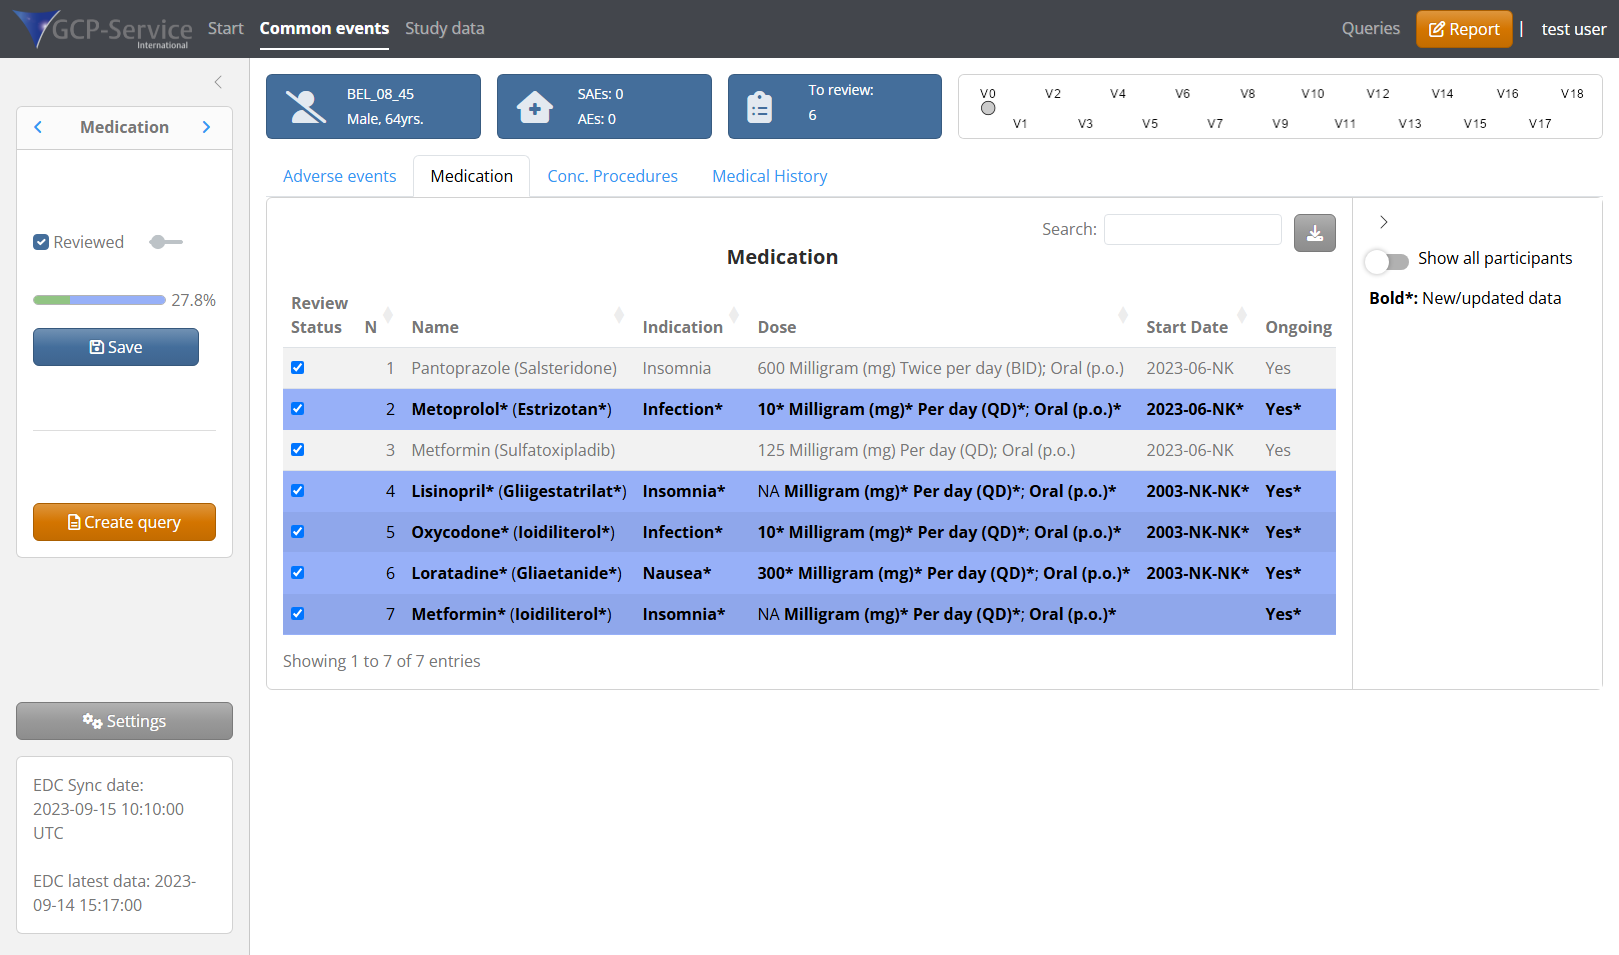 GCP-Service
International
Start Common events Study data
Queries Report | test user
Medication
Reviewed
27.8%
Save
Create query
Settings
EDC Sync date:
2023-09-15 10:10:00
UTC
EDC latest data: 2023-
09-14 15:17:00
BEL_08_45
Male, 64yrs.
SAEs: 0
AEs: 0
To review:
6
V0 V2 V4 V6 V8 V10 V12 V14 V16 V18
V1 V3 V5 V7 V9 V11 V13 V15 V17
Adverse events Medication Conc. Procedures Medical History
Search:
Medication
Review
Status N Name Indication Dose Start Date Ongoing
1 Pantoprazole (Salsteridone) Insomnia 600 Milligram (mg) Twice per day (BID); Oral (p.o.) 2023-06-NK Yes
2 Metoprolol* (Estrizotan*) Infection* 10* Milligram (mg)* Per day (QD)*; Oral (p.o.)* 2023-06-NK* Yes*
3 Metformin (Sulfatoxipladib) 125 Milligram (mg) Per day (QD); Oral (p.o.) 2023-06-NK Yes
4 Lisinopril* (Gliigestatrilat*) Insomnia* NA Milligram (mg)* Per day (QD)*; Oral (p.o.)* 2003-NK-NK* Yes*
5 Oxycodone* (Ioidiliterol*) Infection* 10* Milligram (mg)* Per day (QD)*; Oral (p.o.)* 2003-NK-NK* Yes*
6 Loratadine* (Gliaetanide*) Nausea* 300* Milligram (mg)* Per day (QD)*; Oral (p.o.)* 2003-NK-NK* Yes*
7 Metformin* (Ioidiliterol*) Insomnia* NA Milligram (mg)* Per day (QD)*; Oral (p.o.)* Yes*
Showing 1 to 7 of 7 entries
Show all participants
Bold*: New/updated data